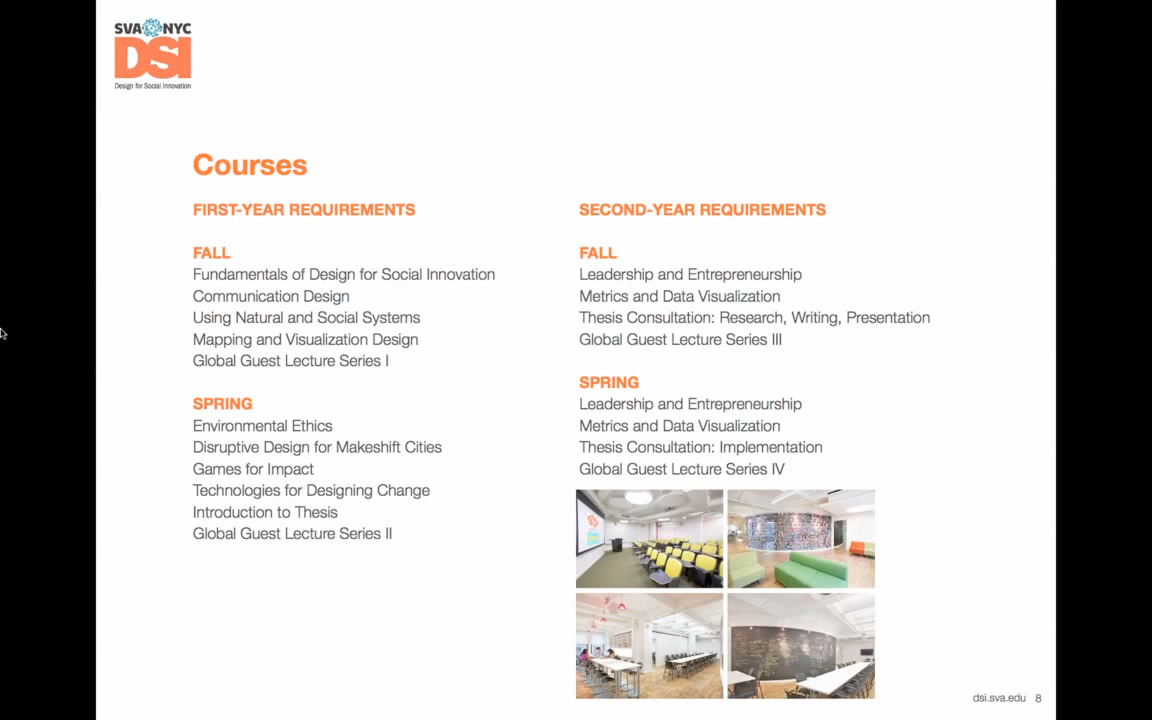 SVA NYC
DSI
Design for Social Innovation
Courses
FIRST-YEAR REQUIREMENTS
FALL
Fundamentals of Design for Social Innovation
Communication Design
Using Natural and Social Systems
Mapping and Visualization Design
Global Guest Lecture Series I
SPRING
Environmental Ethics
Disruptive Design for Makeshift Cities
Games for Impact
Technologies for Designing Change
Introduction to Thesis
Global Guest Lecture Series II
SECOND-YEAR REQUIREMENTS
FALL
Leadership and Entrepreneurship
Metrics and Data Visualization
Thesis Consultation: Research, Writing, Presentation
Global Guest Lecture Series III
SPRING
Leadership and Entrepreneurship
Metrics and Data Visualization
Thesis Consultation: Implementation
Global Guest Lecture Series IV
dsi.sva.edu 8